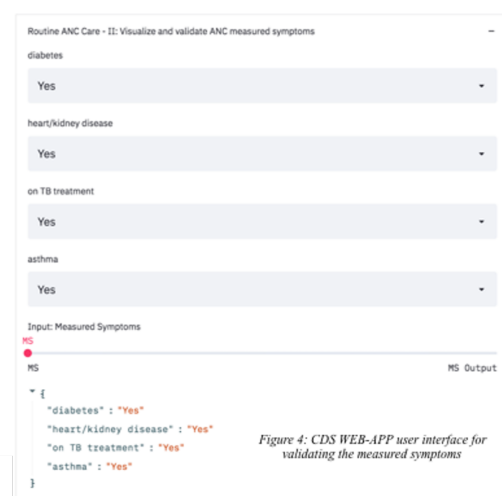 Routine ANC Care - II: Visualize and validate ANC measured symptoms
diabetes
Yes
heart/kidney disease
Yes
on TB treatment
Yes
asthma
Yes
Input: Measured Symptoms
MS
MS MS Output
{
"diabetes" : "Yes"
"heart/kidney disease" : "Yes"
"on TB treatment" : "Yes"
"asthma" : "Yes"
}
Figure 4: CDS WEB-APP user interface for
validating the measured symptoms